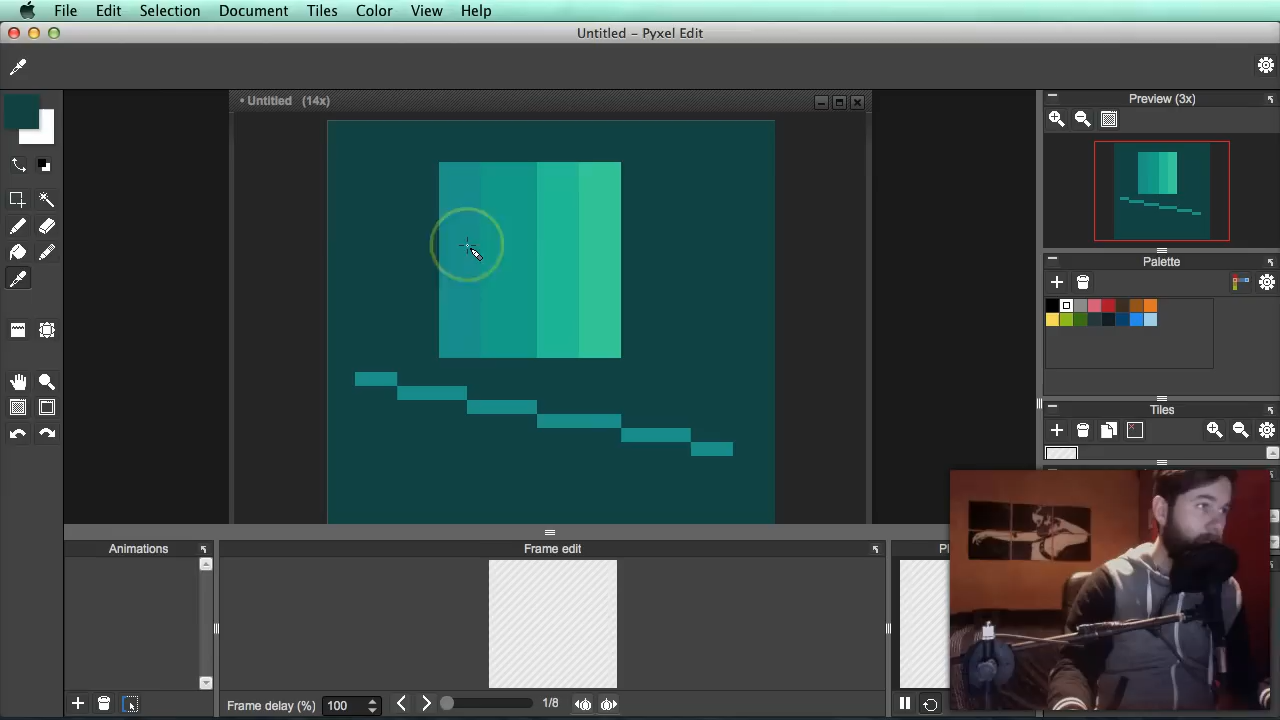 File Edit Selection Document Tiles Color View Help
Untitled – Pyxel Edit
• Untitled (14x)
Preview (3x)
Palette
Tiles
Animations
Frame edit
Frame delay (%) 100
1/8